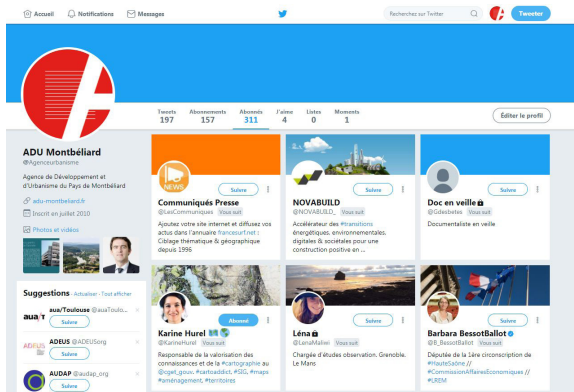 Accueil
Notifications
Messages
Recherchez sur Twitter
Tweeter
Tweets Abonnements Abonnés J'aime Listes Moments
197 157 311 4 0 1
Éditer le profil
ADU Montbéliard
@Agenceurbanisme
Agence de Développement et
d'Urbanisme du Pays de Montbéliard
adu-montbeliard.fr
Inscrit en juillet 2010
Photos et vidéos
Suggestions · Actualiser · Tout afficher
aua/T
aua/Toulouse @auaToulo...
Suivre
ADEUS
ADEUS @ADEUSorg
Suivre
AUDAP @audap_org
Suivre
NEWS
Suivre
Communiqués Presse
@LesCommuniques Vous suit
Ajoutez votre site internet et diffusez vos
actus dans l'annuaire francesurf.net :
Ciblage thématique & géographique
depuis 1996
Suivre
NOVABUILD
@NOVABUILD_ Vous suit
Accélérateur des #transitions
énergétiques, environnementales,
digitales & sociétales pour une
construction positive en ...
Suivre
Doc en veille
@Gdesbetes Vous suit
Documentaliste en veille
Abonné
Karine Hurel
@KarineHurel Vous suit
Responsable de la valorisation des
connaissances et de la #cartographie au
@cget_gouv. #cartoaddict, #SIG, #maps
#aménagement, #territoires
Suivre
Léna
@LenaMalkwi Vous suit
Chargée d'études observation. Grenoble.
Le Mans
Suivre
Barbara BessotBallot
@B_BessotBallot Vous suit
Députée de la 1ère circonscription de
#HauteSaône //
#CommissionAffairesEconomiques //
#LREM